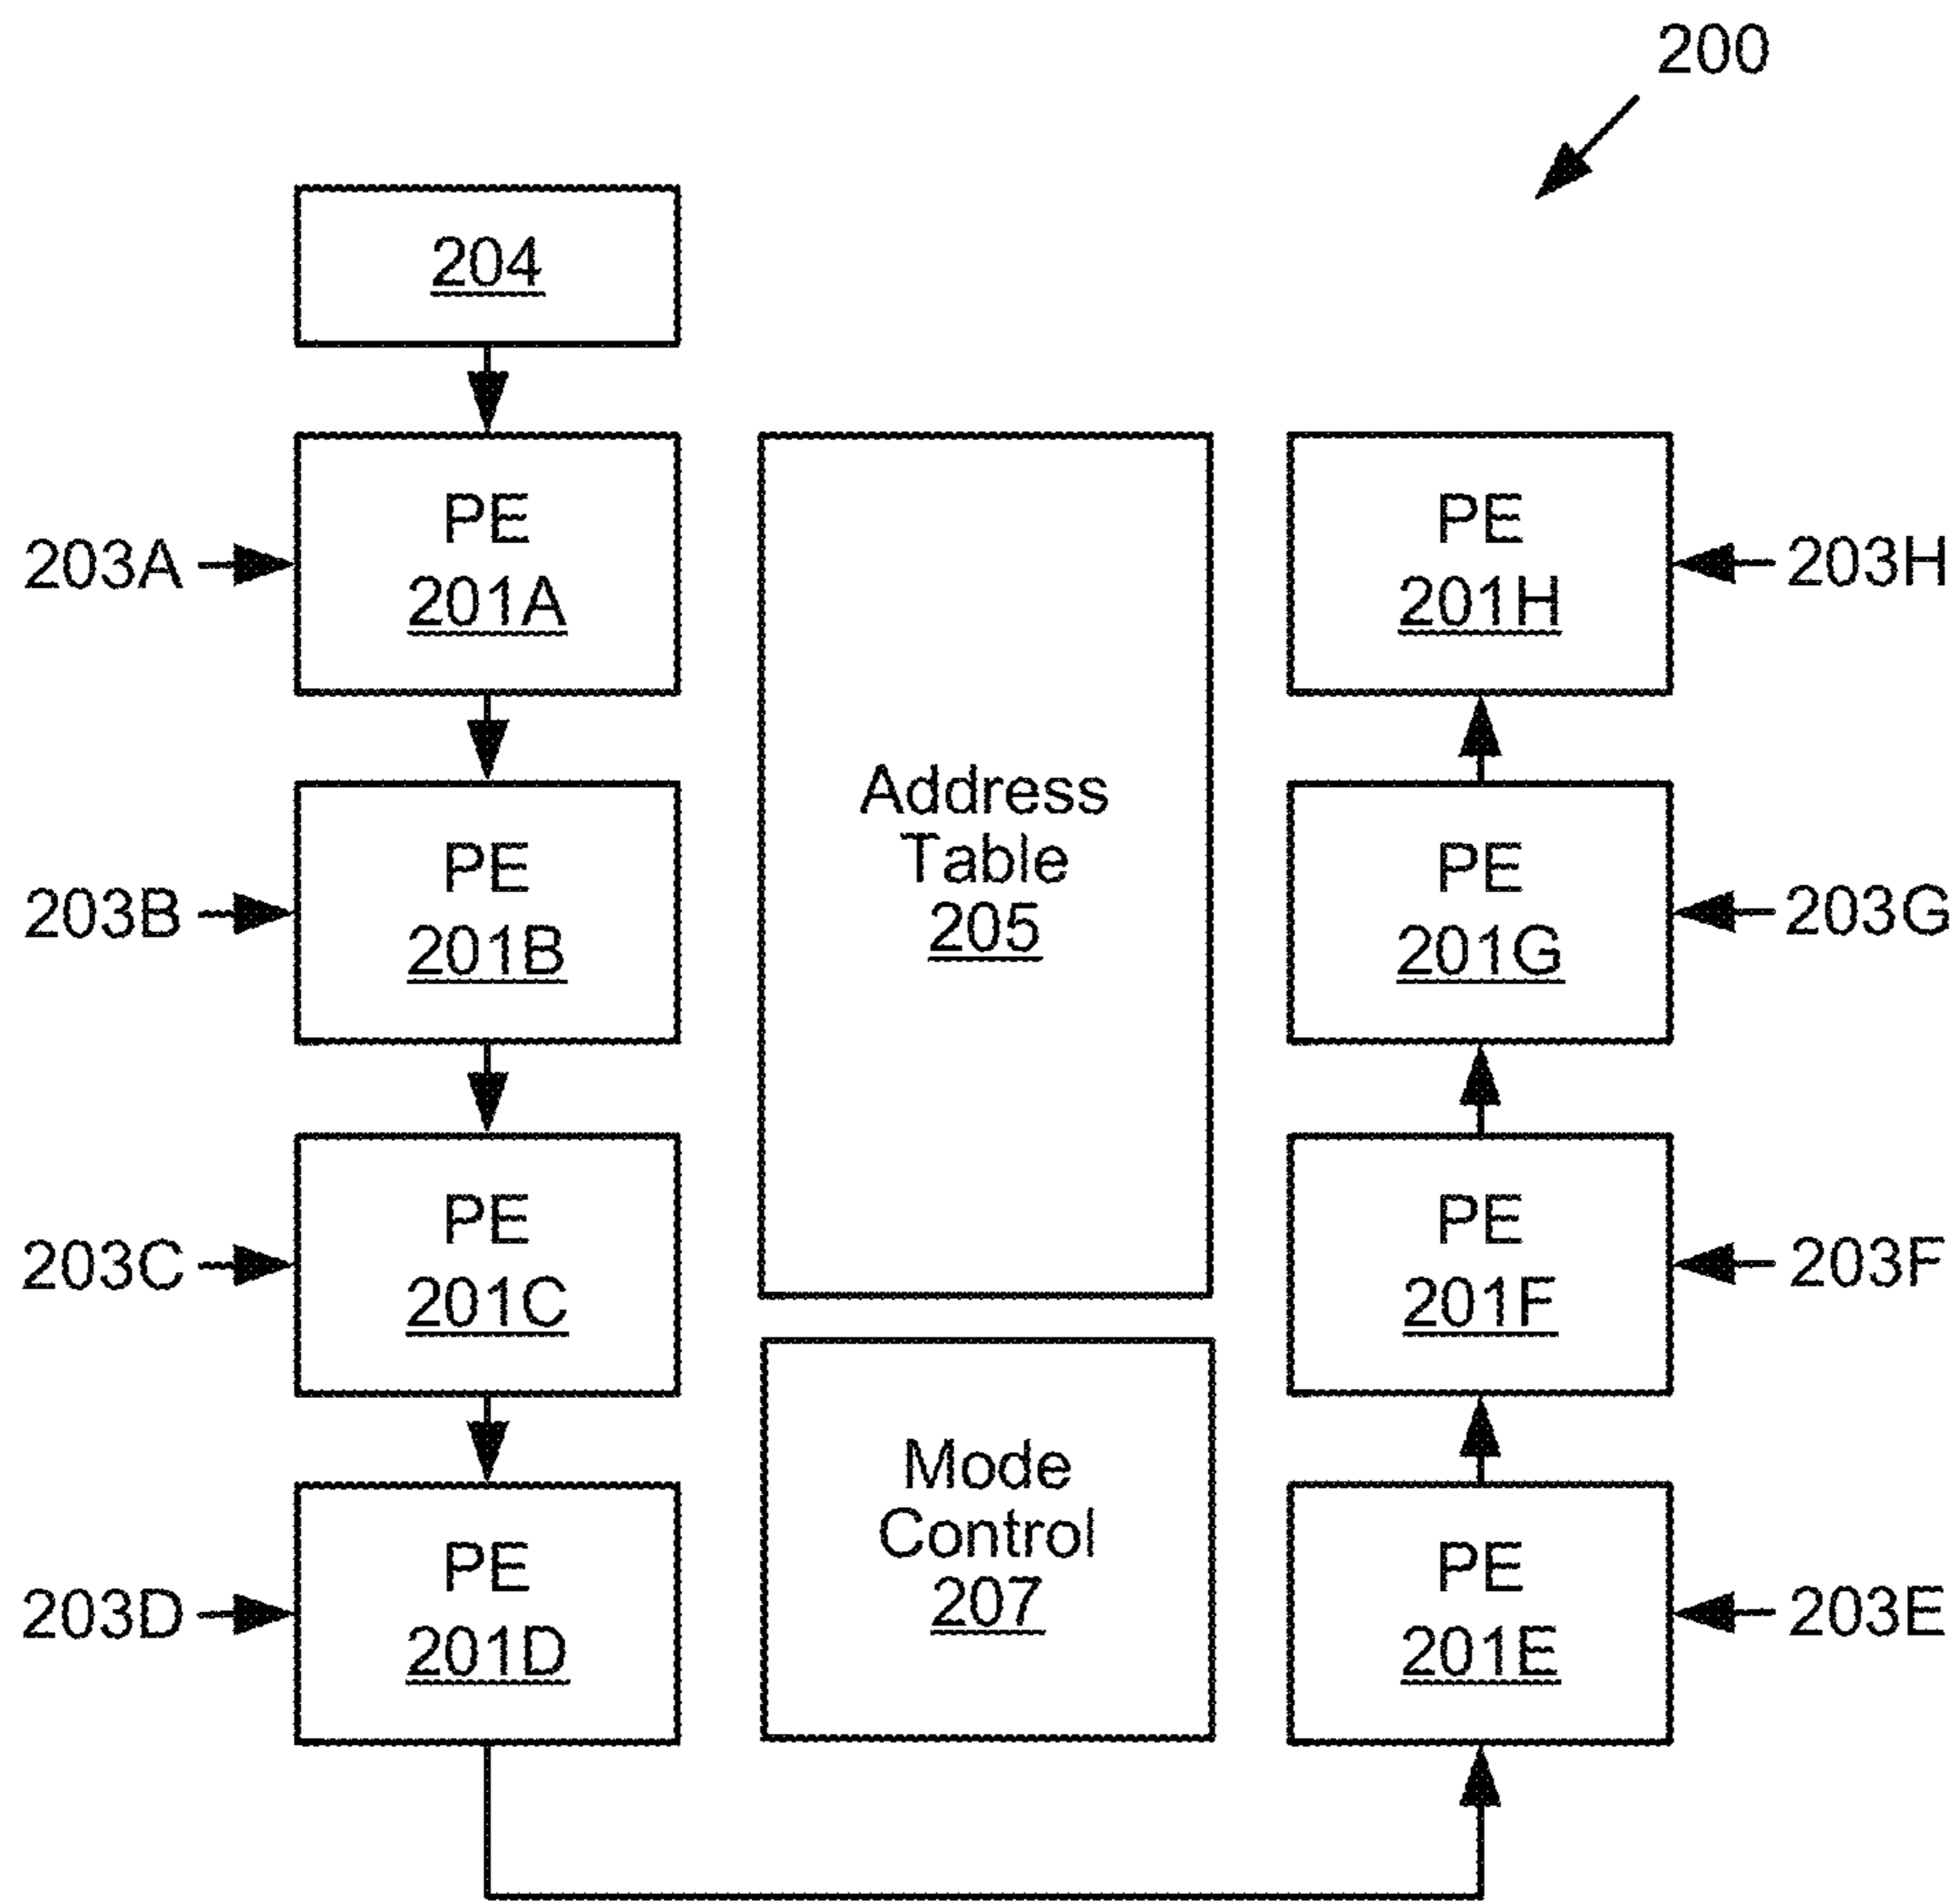 200
204
203A
PE
201A
203B
PE
201B
203C
PE
201C
203D
PE
201D
Address
Table
205
Mode
Control
207
PE
201H
203H
PE
201G
203G
PE
201F
203F
PE
201E
203E